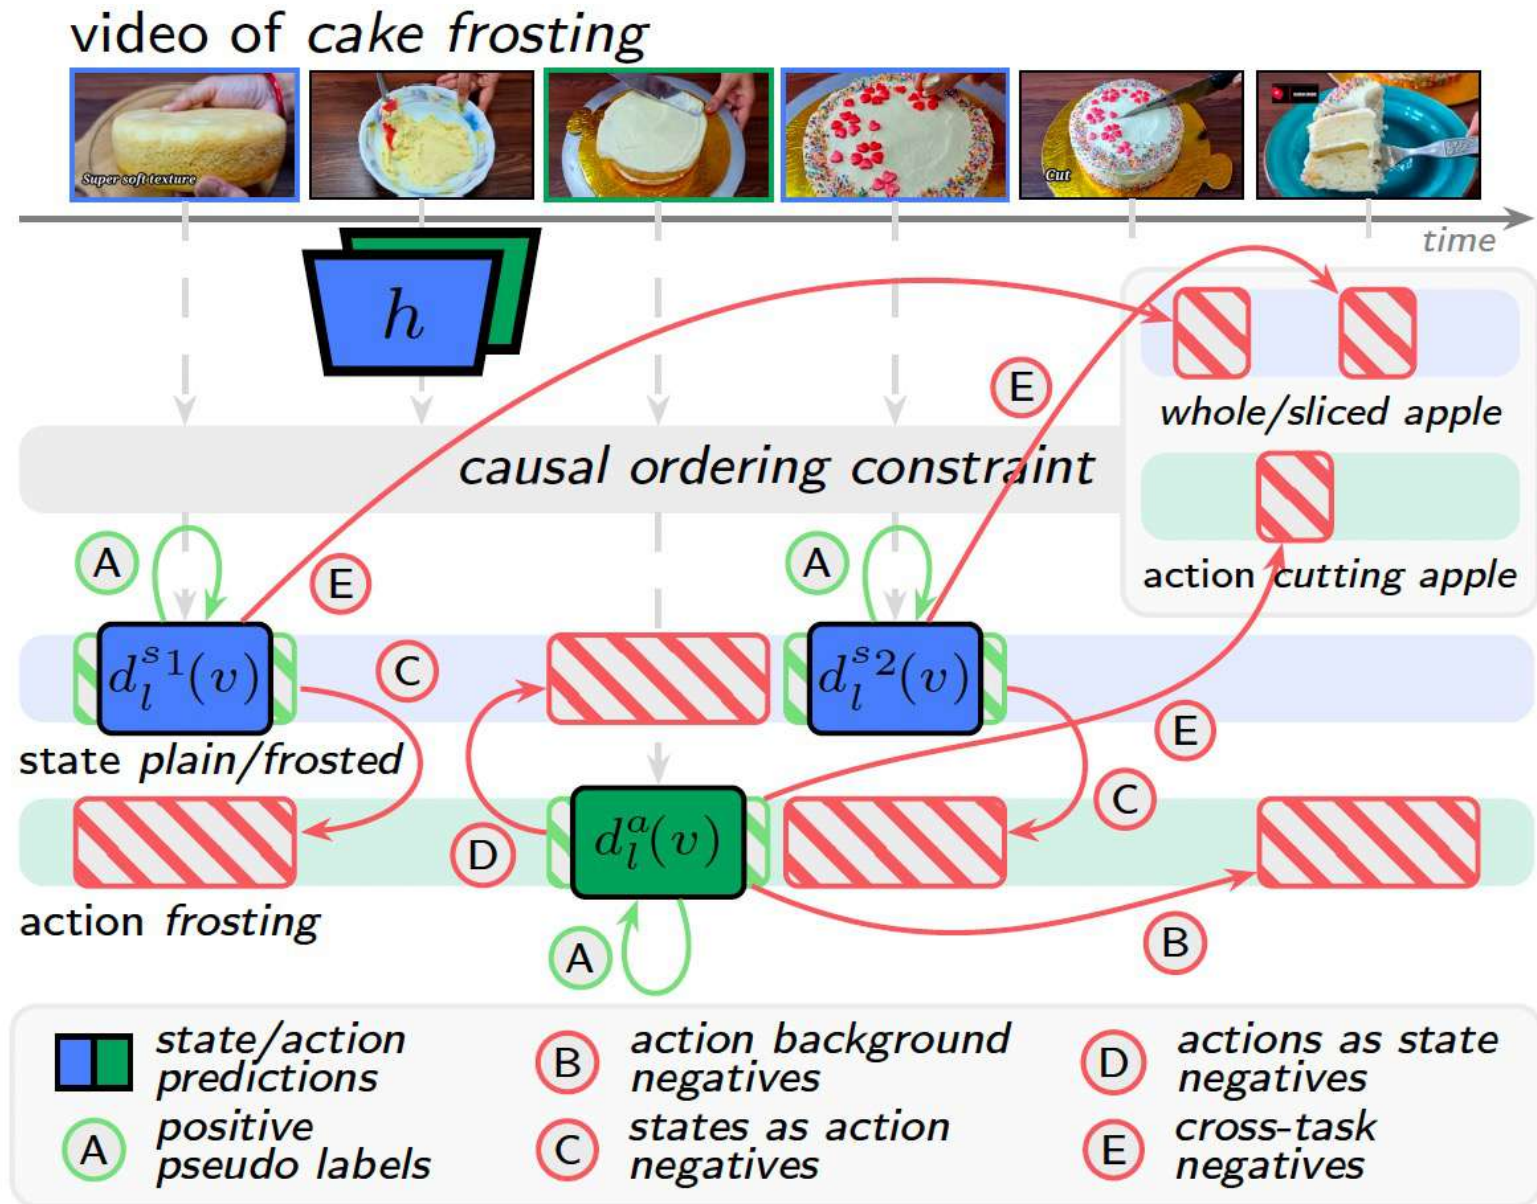 video of cake frosting
Super soft texture
Cut
time
h
E
whole/sliced apple
causal ordering constraint
A
E
A
action cutting apple
d_l^{s1}(v)
C
d_l^{s2}(v)
E
state plain/frosted
C
D
d_l^a(v)
action frosting
A
B
state/action
predictions
B
action background
negatives
D
actions as state
negatives
A
positive
pseudo labels
C
states as action
negatives
E
cross-task
negatives